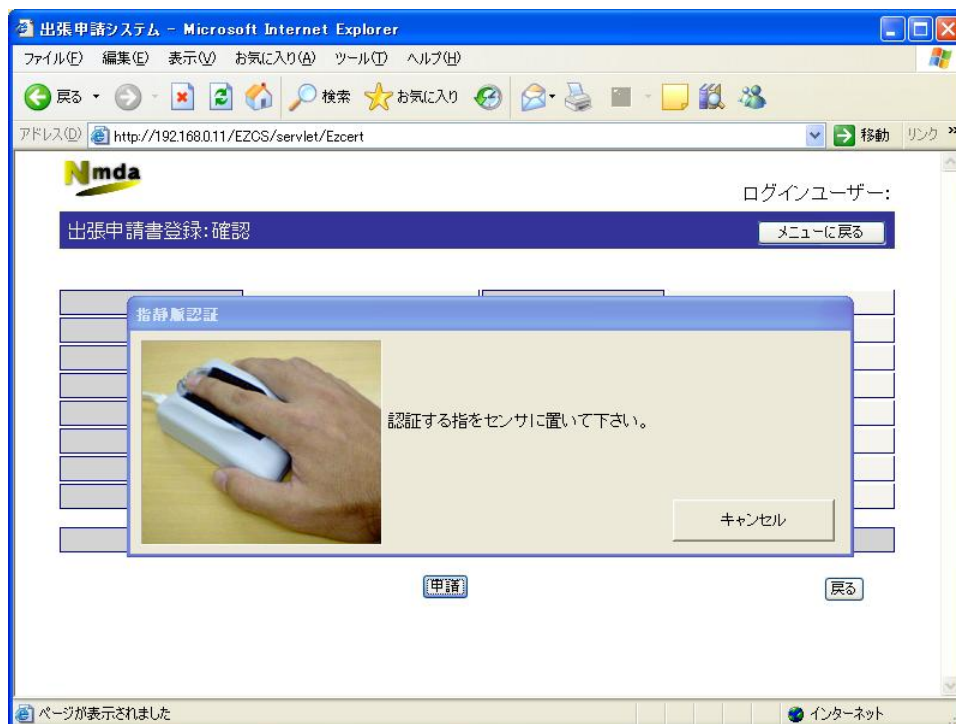 出張申請システム - Microsoft Internet Explorer
ファイル(F) 編集(E) 表示(V) お気に入り(A) ツール(T) ヘルプ(H)
戻る 検索 お気に入り
アドレス(D) http://192.168.0.11/EZCS/servlet/Ezcert 移動 リンク »
Nmda
ログインユーザー:
出張申請書登録:確認 メニューに戻る
指静脈認証
認証する指をセンサに置いて下さい。
キャンセル
申請 戻る
ページが表示されました インターネット